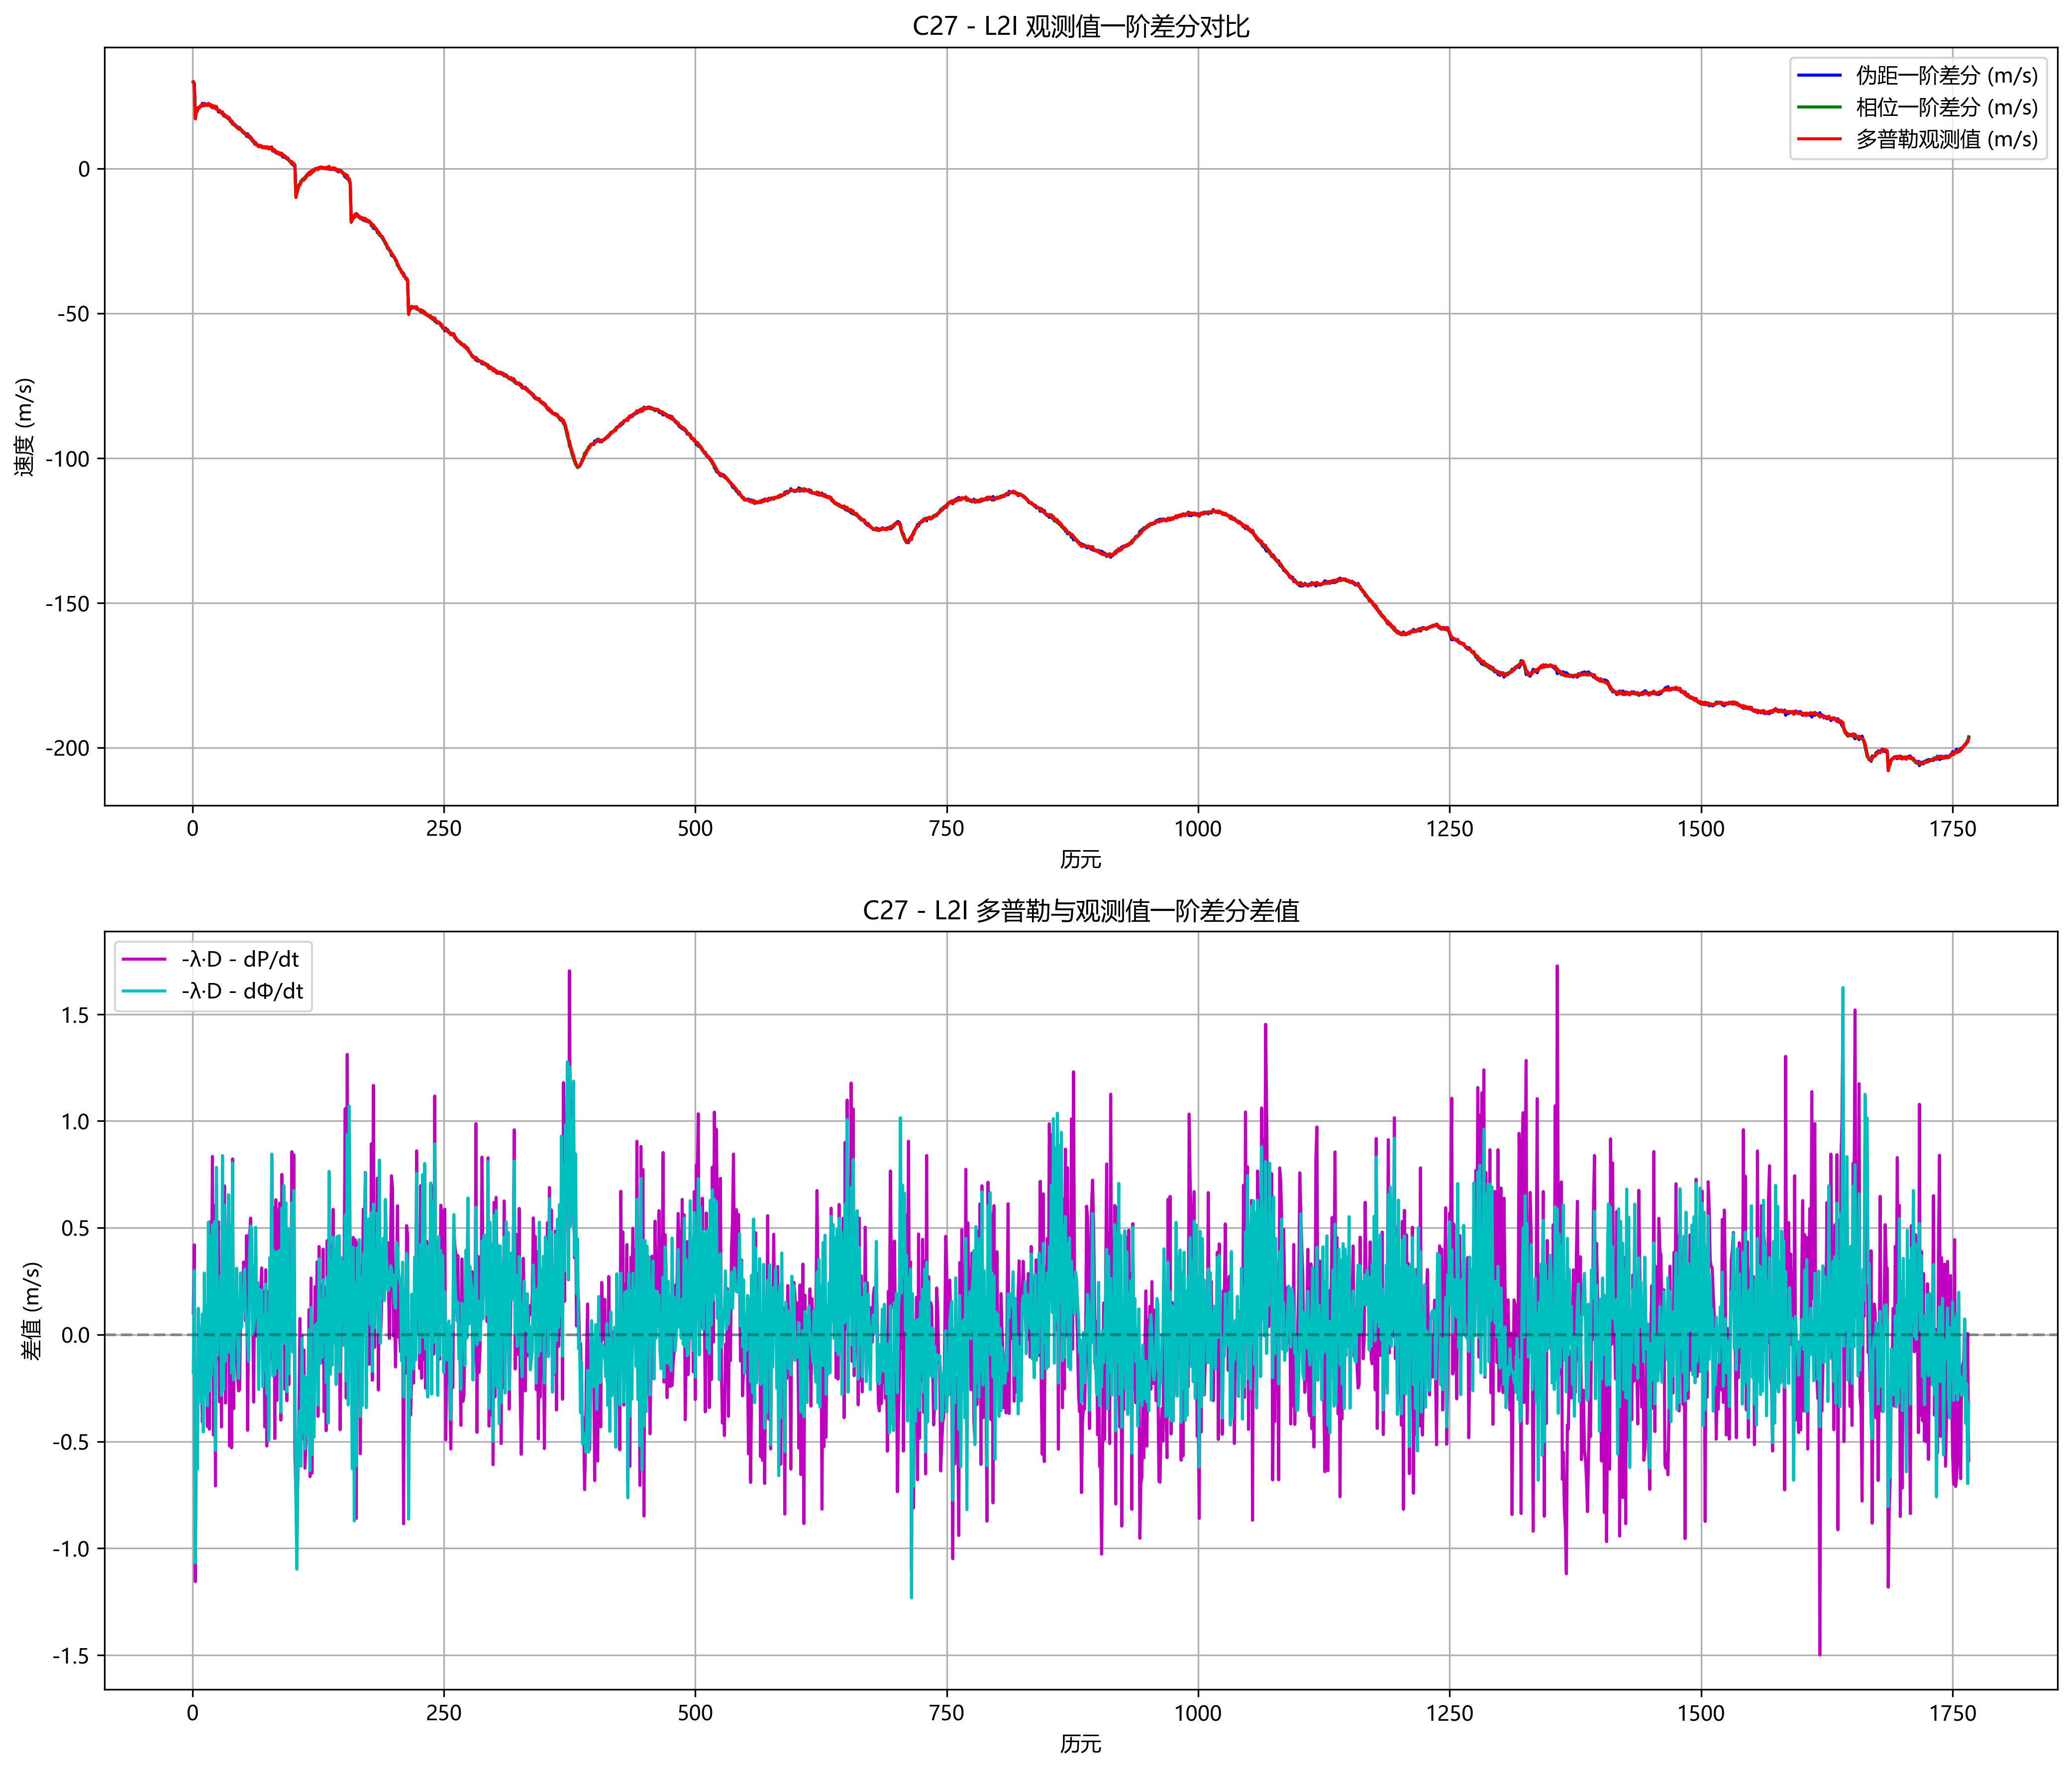 C27 - L2I 观测值一阶差分对比
伪距一阶差分 (m/s)
相位一阶差分 (m/s)
多普勒观测值 (m/s)
速度 (m/s)
0
-50
-100
-150
-200
0 250 500 750 1000 1250 1500 1750
历元
C27 - L2I 多普勒与观测值一阶差分差值
-λ·D - dP/dt
-λ·D - dΦ/dt
差值 (m/s)
1.5
1.0
0.5
0.0
-0.5
-1.0
-1.5
0 250 500 750 1000 1250 1500 1750
历元